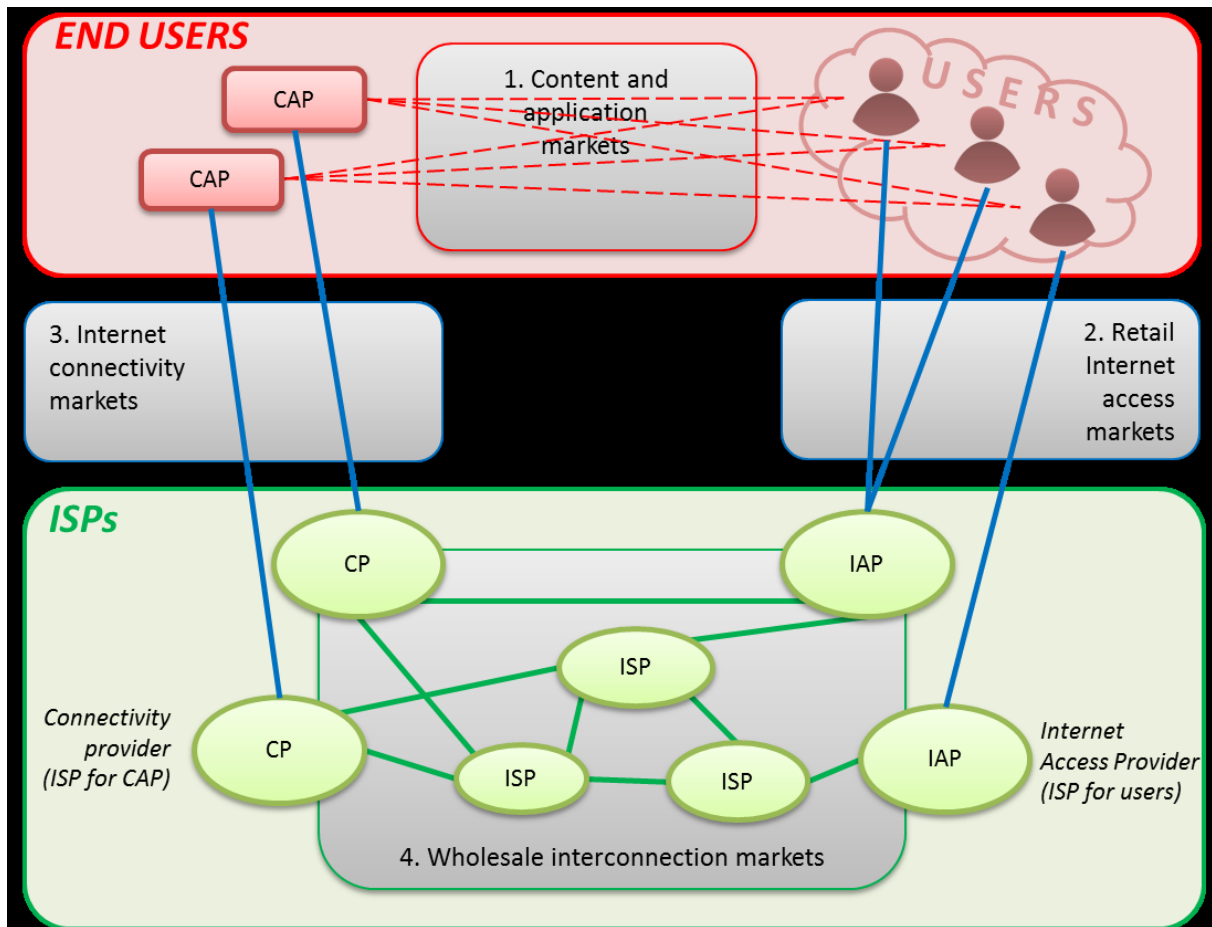 END USERS
CAP
CAP
1. Content and
application
markets
USERS
3. Internet
connectivity
markets
2. Retail
Internet
access
markets
ISPs
CP
IAP
ISP
Connectivity
provider
(ISP for CAP)
CP
ISP
ISP
IAP
Internet
Access Provider
(ISP for users)
4. Wholesale interconnection markets